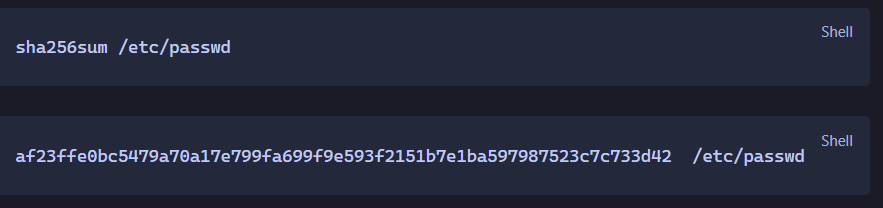 Shell
sha256sum /etc/passwd
Shell
af23ffe0bc5479a70a17e799fa699f9e593f2151b7e1ba597987523c7c733d42  /etc/passwd